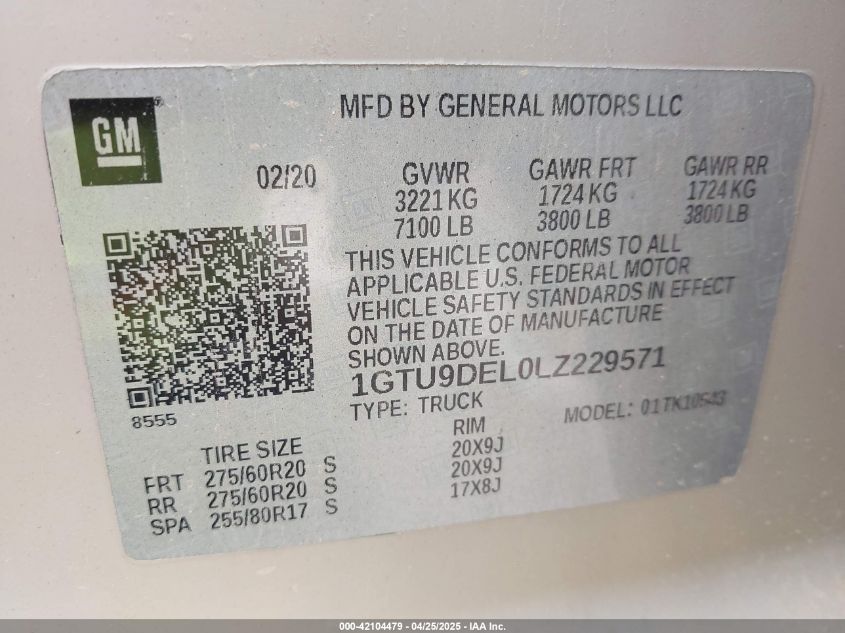 GM
MFD BY GENERAL MOTORS LLC
02/20
GVWR GAWR FRT GAWR RR
3221 KG 1724 KG 1724 KG
7100 LB 3800 LB 3800 LB
THIS VEHICLE CONFORMS TO ALL
APPLICABLE U.S. FEDERAL MOTOR
VEHICLE SAFETY STANDARDS IN EFFECT
ON THE DATE OF MANUFACTURE
SHOWN ABOVE.
1GTU9DEL0LZ229571
TYPE: TRUCK MODEL: 01TK10543
8555
TIRE SIZE RIM
FRT 275/60R20 S 20X9J
RR 275/60R20 S 20X9J
SPA 255/80R17 S 17X8J
000-42104479 - 04/25/2025 - IAA Inc.